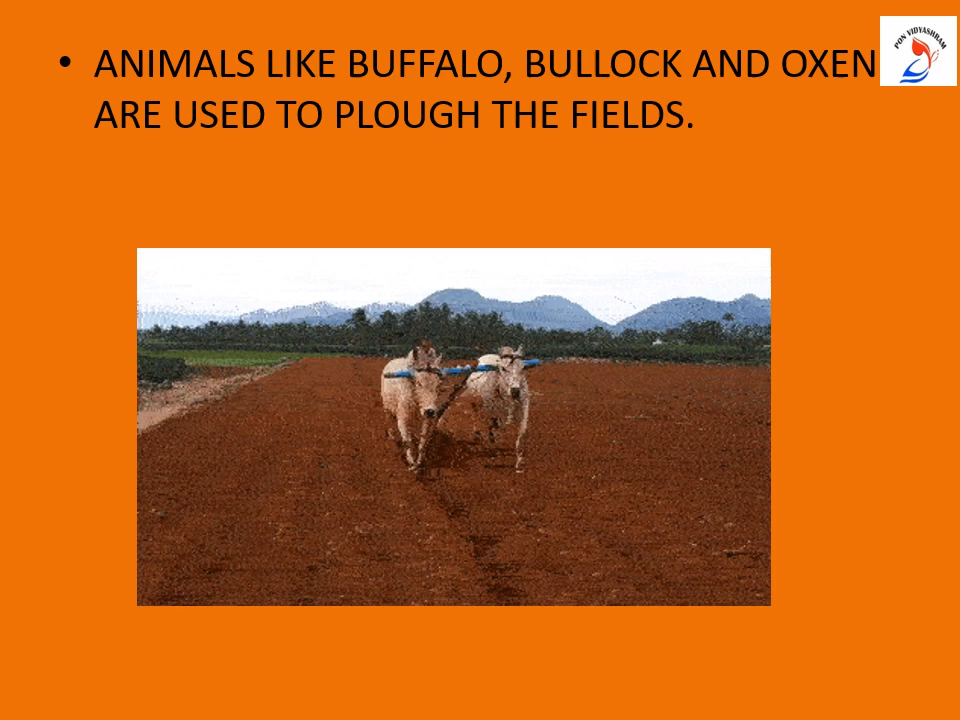 • ANIMALS LIKE BUFFALO, BULLOCK AND OXEN
ARE USED TO PLOUGH THE FIELDS.
PON VIDYASHRAM